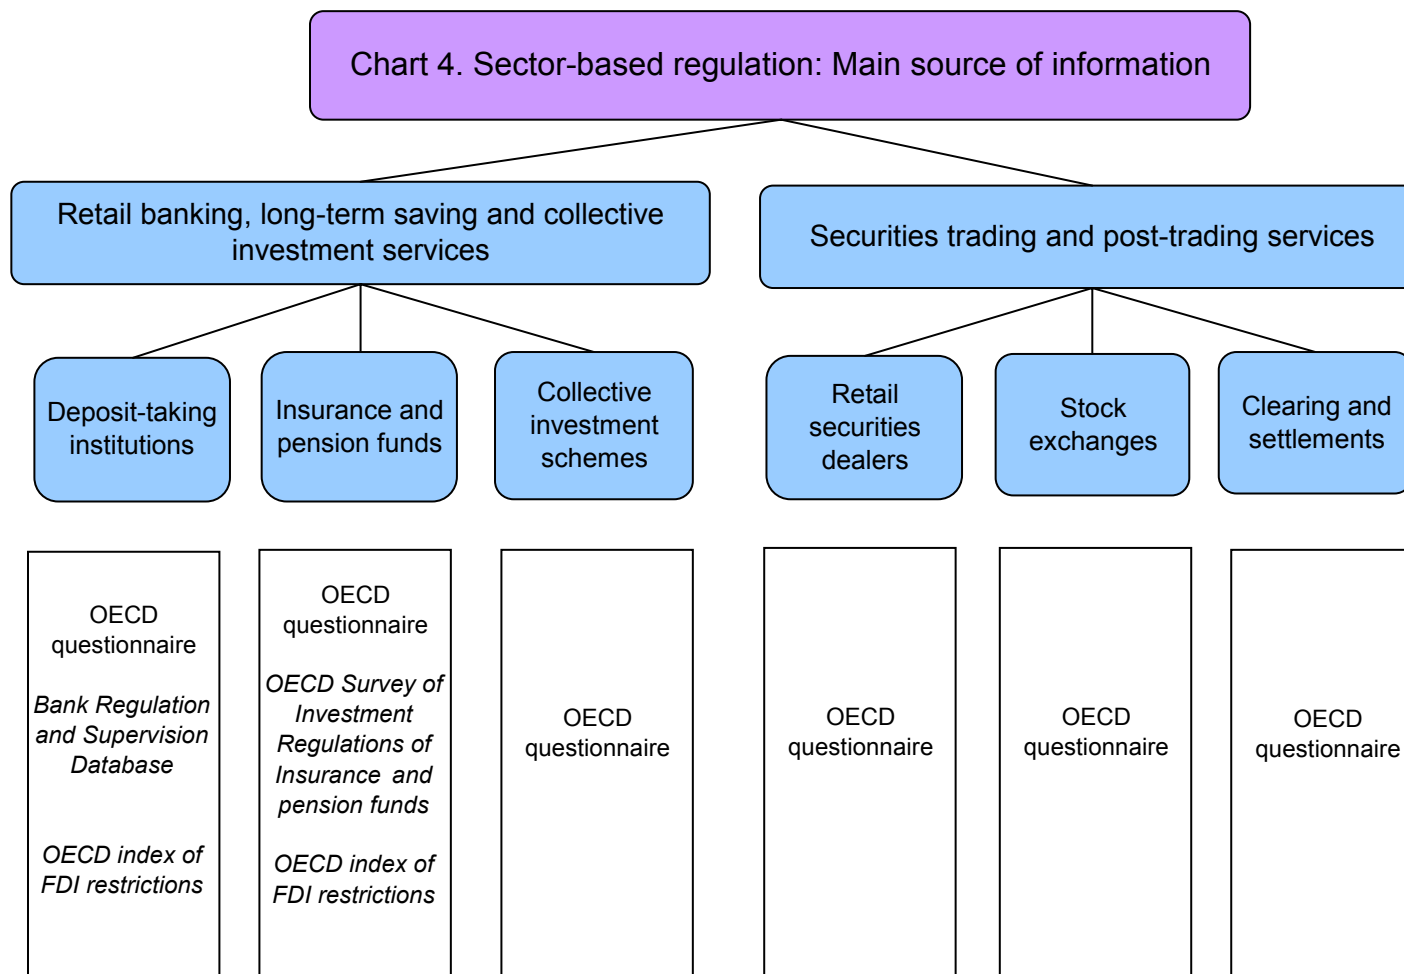 Chart 4. Sector-based regulation: Main source of information
Retail banking, long-term saving and collective
investment services
Securities trading and post-trading services
Deposit-taking
institutions
Insurance and
pension funds
Collective
investment
schemes
Retail
securities
dealers
Stock
exchanges
Clearing and
settlements
OECD
questionnaire
Bank Regulation
and Supervision
Database
OECD index of
FDI restrictions
OECD
questionnaire
OECD Survey of
Investment
Regulations of
Insurance and
pension funds
OECD index of
FDI restrictions
OECD
questionnaire
OECD
questionnaire
OECD
questionnaire
OECD
questionnaire